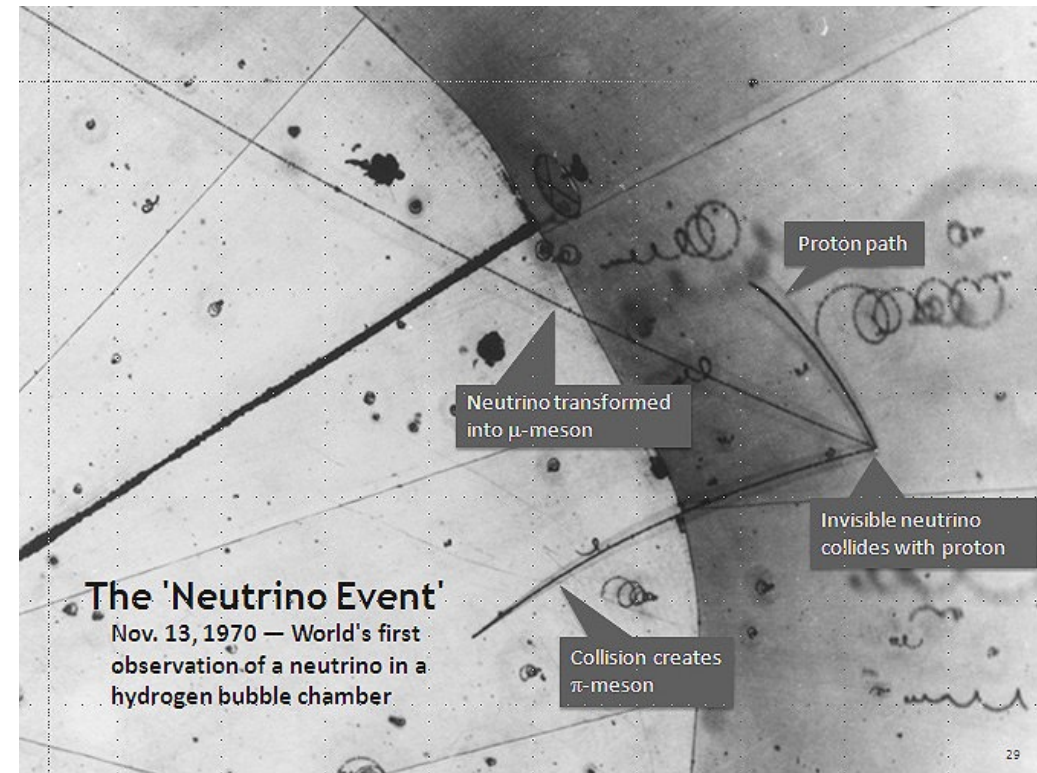 Proton path
Neutrino transformed
into μ-meson
Invisible neutrino
collides with proton
The 'Neutrino Event'
Nov. 13, 1970 — World's first
observation of a neutrino in a
hydrogen bubble chamber
Collision creates
π-meson
29